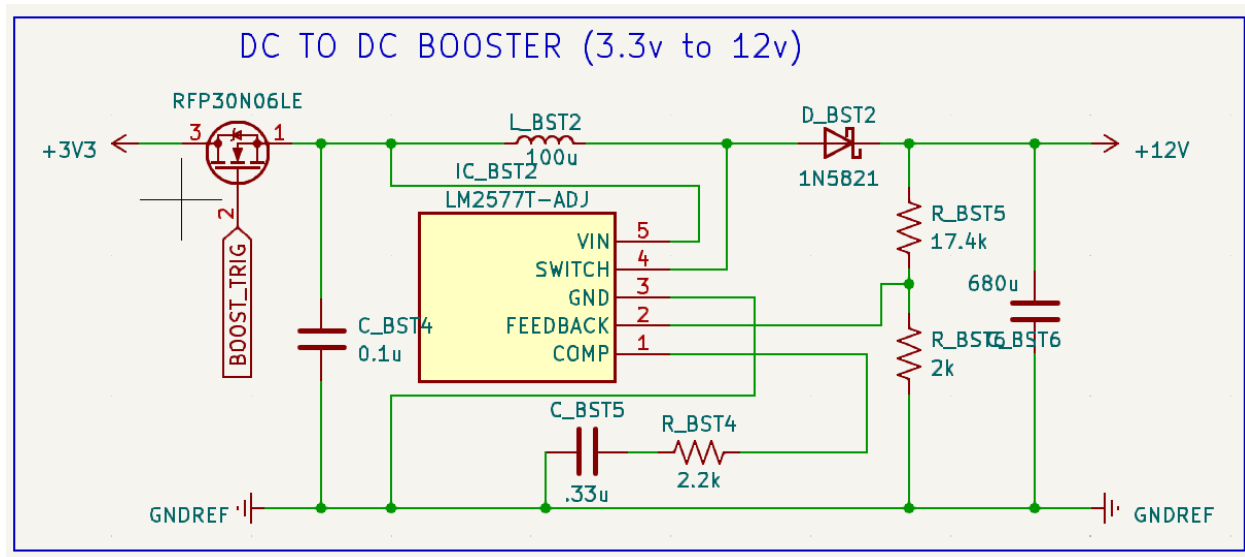 DC TO DC BOOSTER (3.3v to 12v)
RFP30N06LE
+3V3
3
1
2
BOOST_TRIG
C_BST4
0.1u
L_BST2
100u
IC_BST2
LM2577T-ADJ
VIN 5
SWITCH 4
GND 3
FEEDBACK 2
COMP 1
D_BST2
1N5821
+12V
R_BST5
17.4k
680u
R_BST6
C_BST6
2k
C_BST5
.33u
R_BST4
2.2k
GNDREF
GNDREF